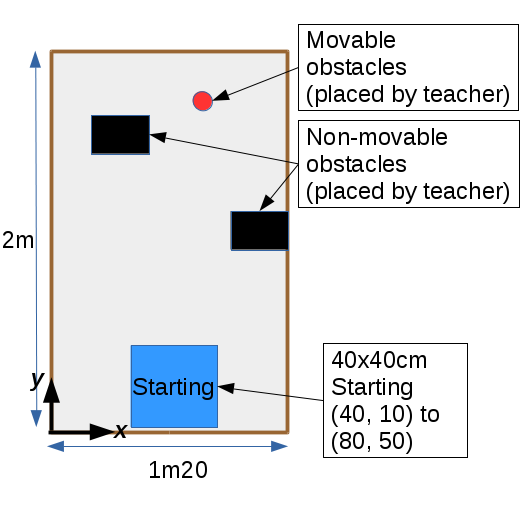 Movable
obstacles
(placed by teacher)
Non-movable
obstacles
(placed by teacher)
2m
40x40cm
Starting
(40, 10) to
(80, 50)
Starting
y
x
1m20